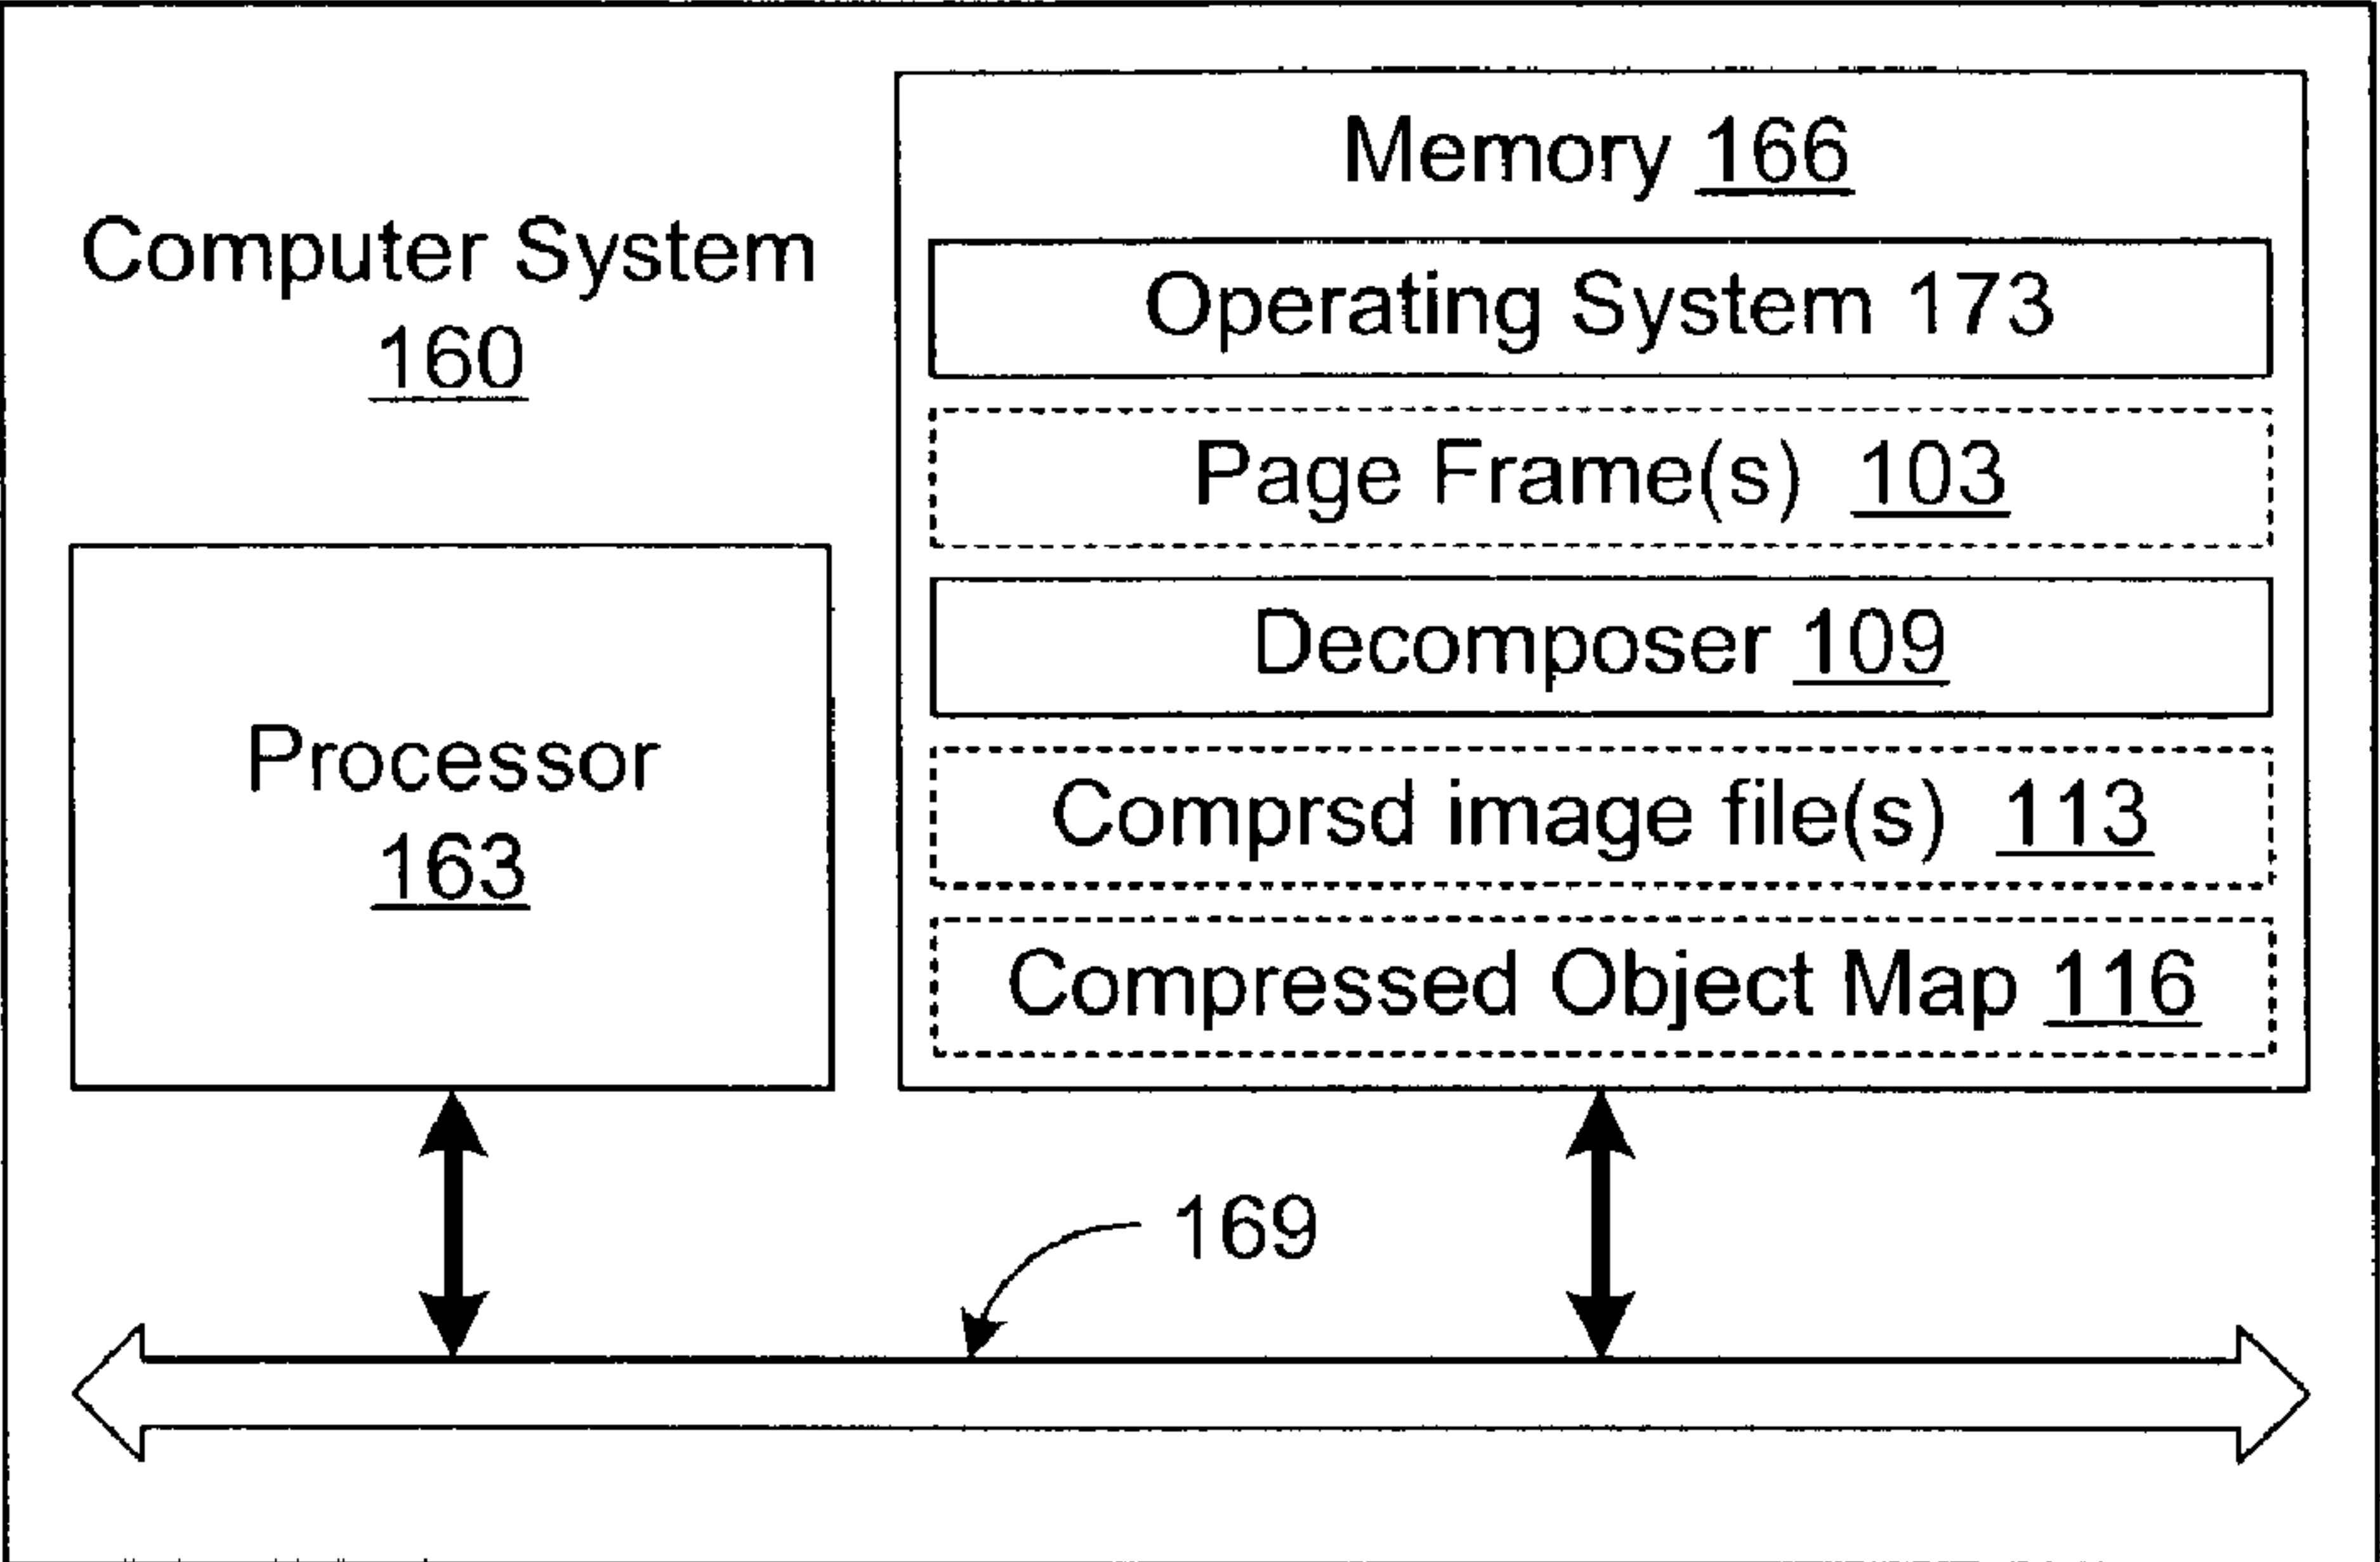 Computer System
160
Memory 166
Operating System 173
Page Frame(s) 103
Decomposer 109
Comprsd image file(s) 113
Compressed Object Map 116
Processor
163
169